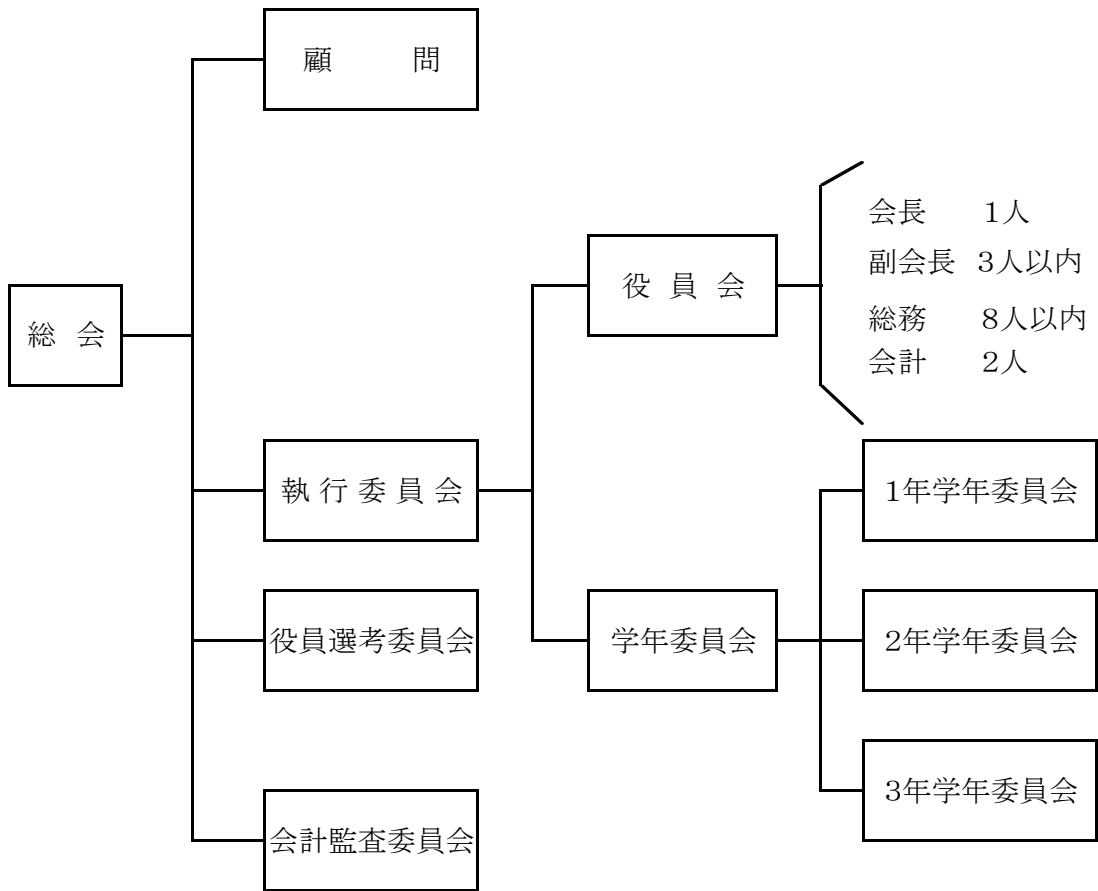 顧 問
会長 1人
副会長 3人以内
役 員 会
総 会
総務 8人以内
会計 2人
執 行 委 員 会
1年学年委員会
役員選考委員会
学年委員会
2年学年委員会
3年学年委員会
会計監査委員会